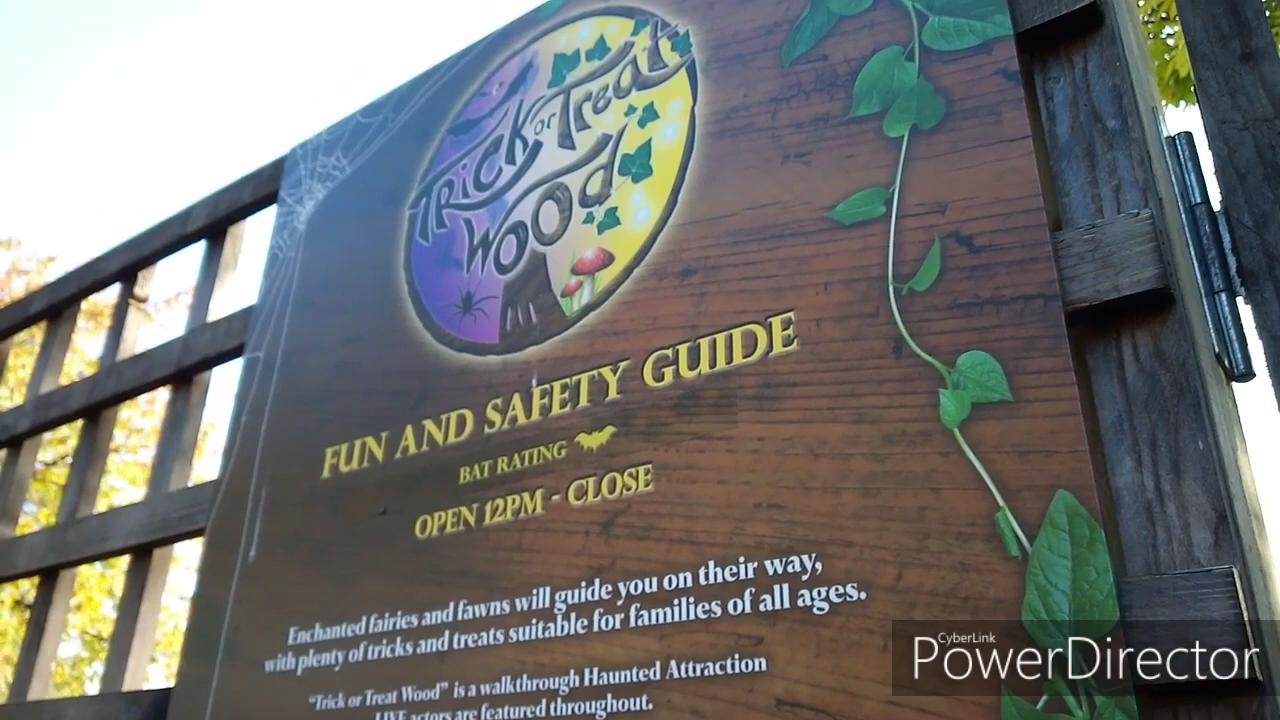 TRiCK or Treat
Wood
FUN AND SAFETY GUIDE
BAT RATING
OPEN 12PM - CLOSE
Enchanted fairies and fawns will guide you on their way,
with plenty of tricks and treats suitable for families of all ages.
"Trick or Treat Wood" is a walkthrough Haunted Attraction
LIVE actors are featured throughout.
CyberLink
PowerDirector